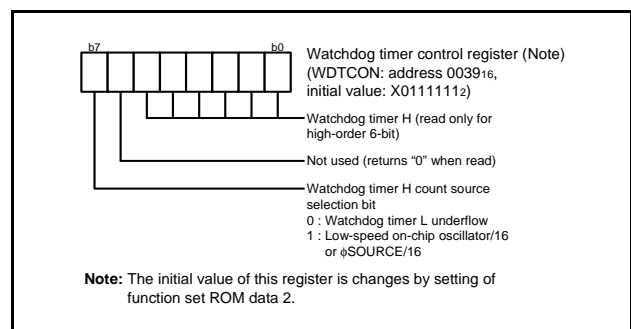 b7 b0
Watchdog timer control register (Note)
(WDTCON: address 0039₁₆,
initial value: X0111111₂)
Watchdog timer H (read only for
high-order 6-bit)
Not used (returns “0” when read)
Watchdog timer H count source
selection bit
0 : Watchdog timer L underflow
1 : Low-speed on-chip oscillator/16
or ϕSOURCE/16
Note: The initial value of this register is changes by setting of
function set ROM data 2.